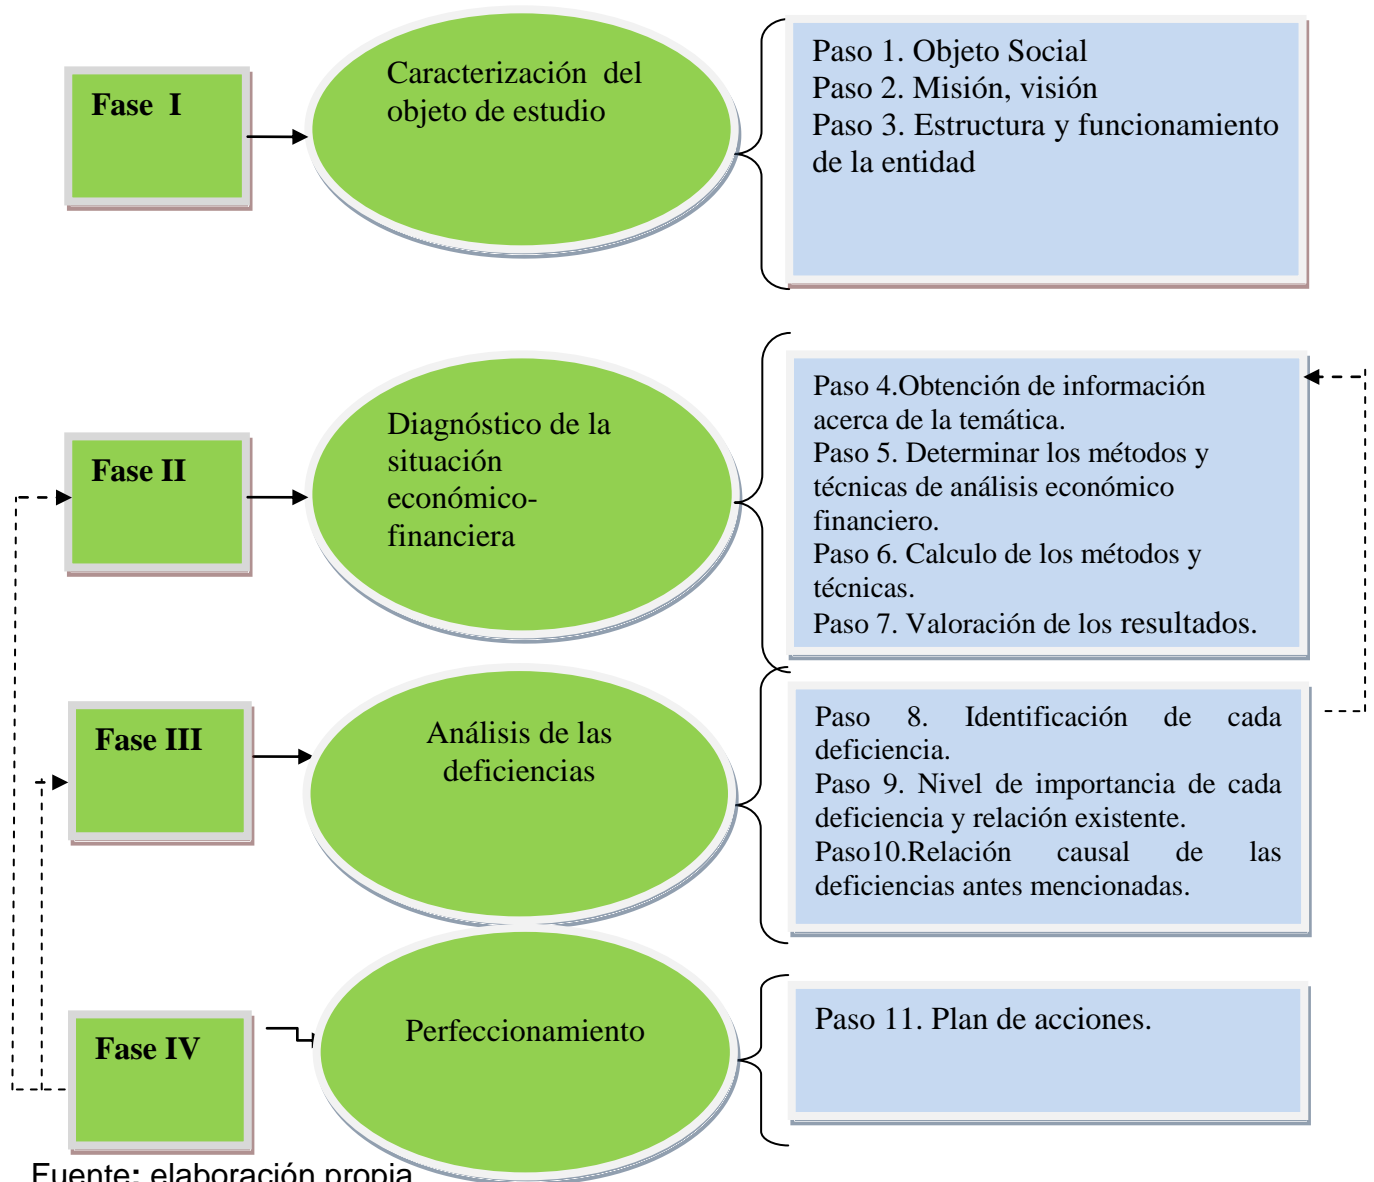 Fase I
Caracterización del
objeto de estudio
Paso 1. Objeto Social
Paso 2. Misión, visión
Paso 3. Estructura y funcionamiento
de la entidad
Fase II
Diagnóstico de la
situación
económico-
financiera
Paso 4.Obtención de información
acerca de la temática.
Paso 5. Determinar los métodos y
técnicas de análisis económico
financiero.
Paso 6. Calculo de los métodos y
técnicas.
Paso 7. Valoración de los resultados.
Fase III
Análisis de las
deficiencias
Paso 8. Identificación de cada
deficiencia.
Paso 9. Nivel de importancia de cada
deficiencia y relación existente.
Paso10.Relación causal de las
deficiencias antes mencionadas.
Fase IV
Perfeccionamiento
Paso 11. Plan de acciones.
Fuente: elaboración propia